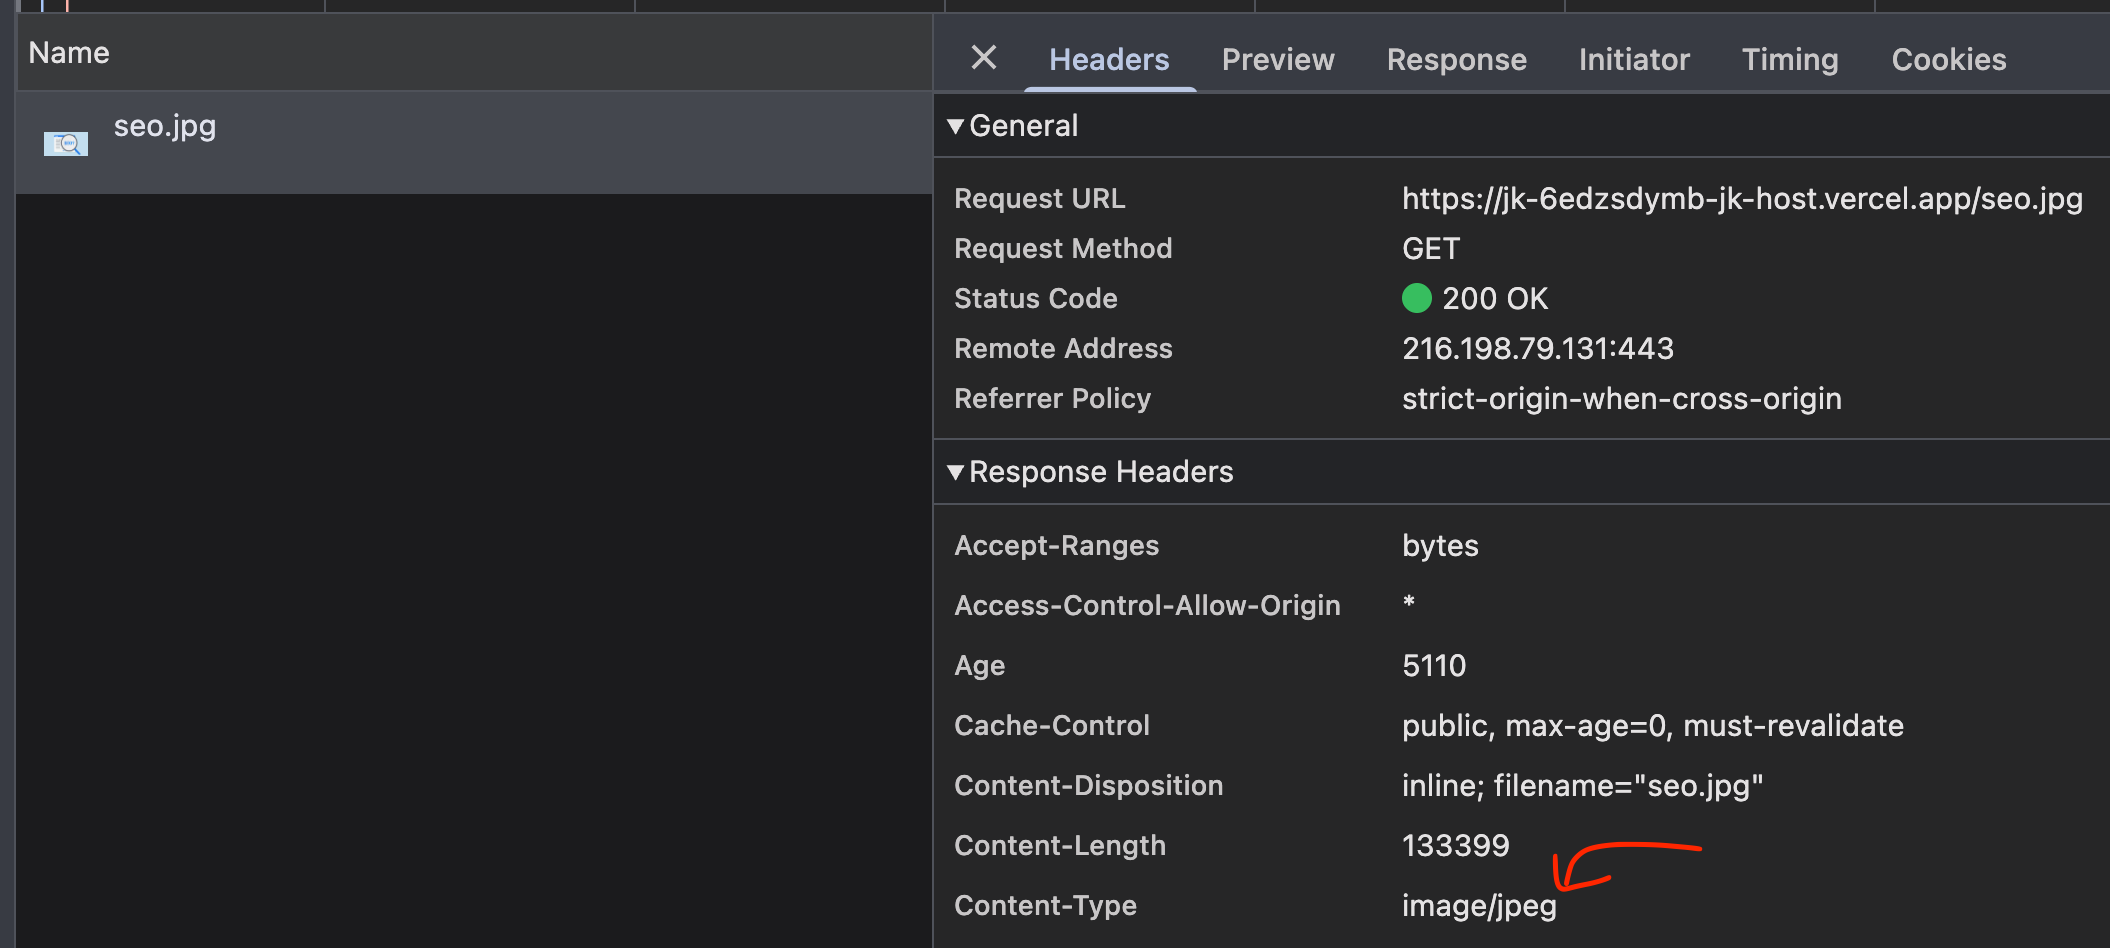 Name
seo.jpg
Headers Preview Response Initiator Timing Cookies
General
Request URL https://jk-6edzsdymb-jk-host.vercel.app/seo.jpg
Request Method GET
Status Code 200 OK
Remote Address 216.198.79.131:443
Referrer Policy strict-origin-when-cross-origin
Response Headers
Accept-Ranges bytes
Access-Control-Allow-Origin *
Age 5110
Cache-Control public, max-age=0, must-revalidate
Content-Disposition inline; filename="seo.jpg"
Content-Length 133399
Content-Type image/jpeg